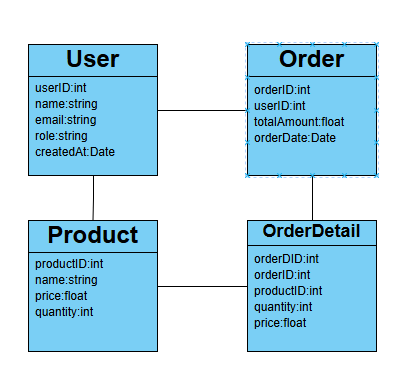 User
userID:int
name:string
email:string
role:string
createdAt:Date
Order
orderID:int
userID:int
totalAmount:float
orderDate:Date
Product
productID:int
name:string
price:float
quantity:int
OrderDetail
orderDID:int
orderID:int
productID:int
quantity:int
price:float